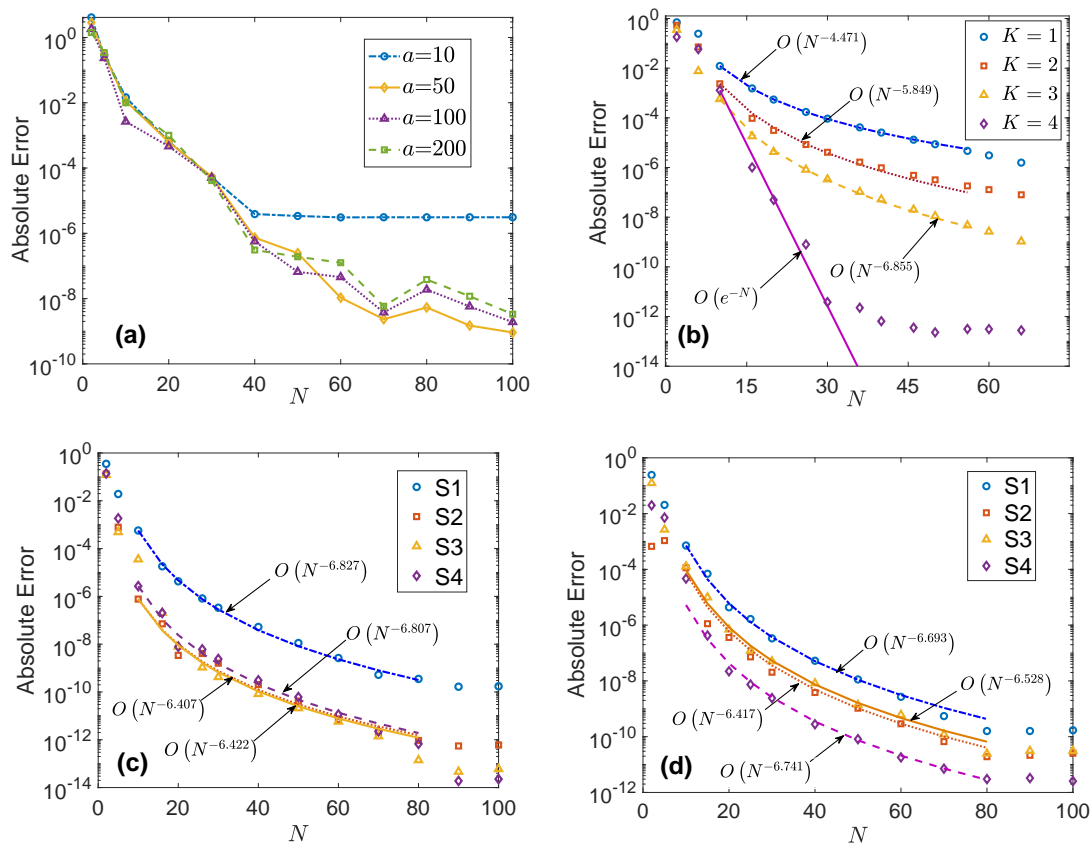 10^0
10^-2
10^-4
10^-6
10^-8
10^-10
Absolute Error
0 20 40 60 80 100
N
(a)
a=10
a=50
a=100
a=200
10^0
10^-2
10^-4
10^-6
10^-8
10^-10
10^-12
10^-14
Absolute Error
0 15 30 45 60
N
(b)
K = 1
K = 2
K = 3
K = 4
O (N^-4.471)
O (N^-5.849)
O (N^-6.855)
O (e^-N)
10^0
10^-2
10^-4
10^-6
10^-8
10^-10
10^-12
10^-14
Absolute Error
0 20 40 60 80 100
N
(c)
S1
S2
S3
S4
O (N^-6.827)
O (N^-6.807)
O (N^-6.407)
O (N^-6.422)
10^0
10^-2
10^-4
10^-6
10^-8
10^-10
10^-12
Absolute Error
0 20 40 60 80 100
N
(d)
S1
S2
S3
S4
O (N^-6.693)
O (N^-6.528)
O (N^-6.417)
O (N^-6.741)